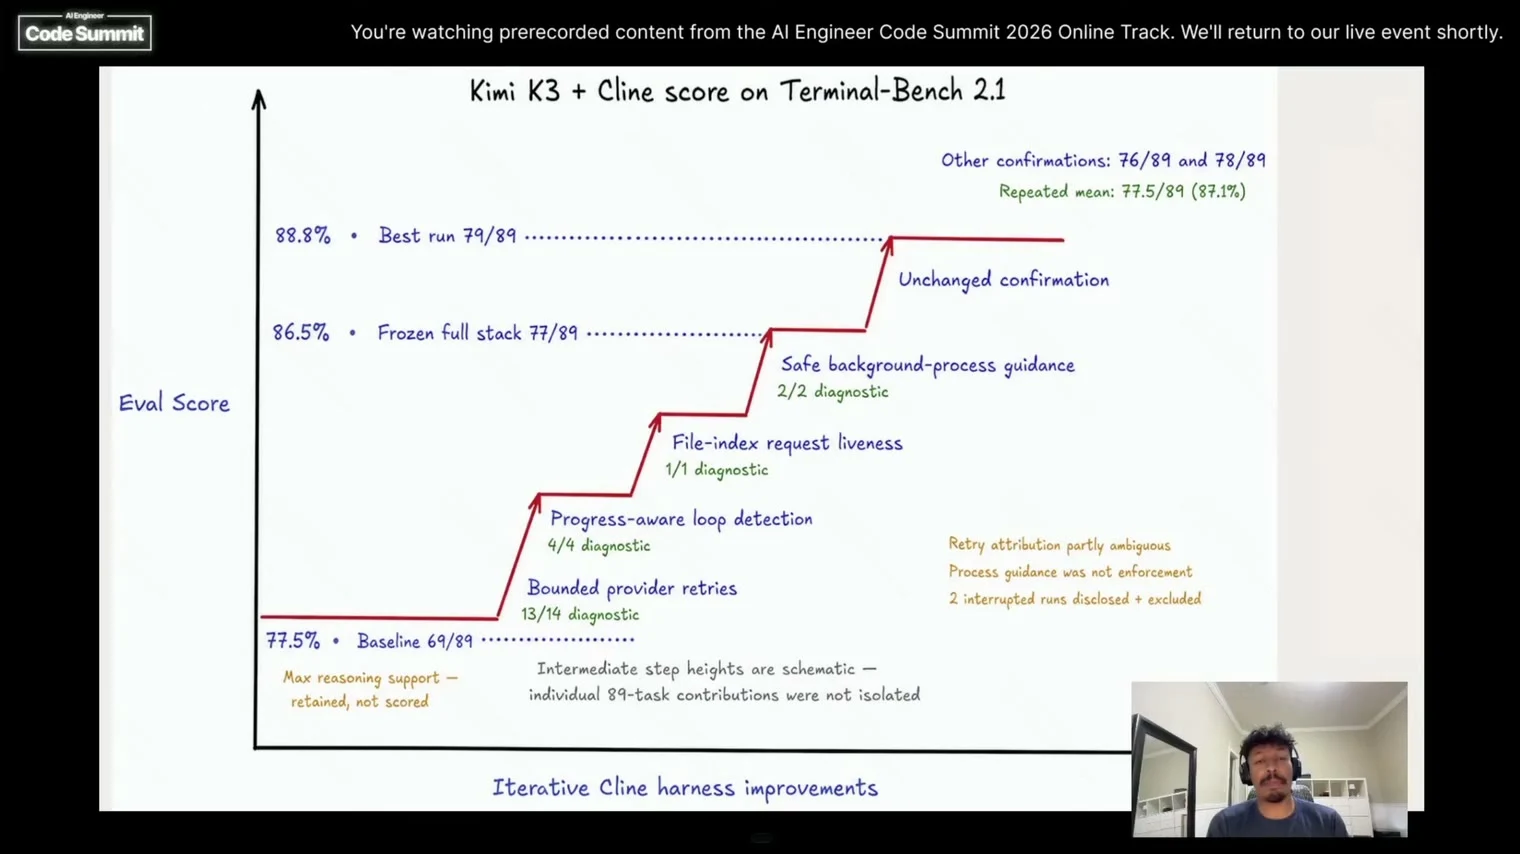 AI Engineer
Code Summit
You're watching prerecorded content from the AI Engineer Code Summit 2026 Online Track. We'll return to our live event shortly.
Kimi K3 + Cline score on Terminal-Bench 2.1
Other confirmations: 76/89 and 78/89
Repeated mean: 77.5/89 (87.1%)
88.8% • Best run 79/89
Unchanged confirmation
86.5% • Frozen full stack 77/89
Safe background-process guidance
2/2 diagnostic
Eval Score
File-index request liveness
1/1 diagnostic
Progress-aware loop detection
4/4 diagnostic
Retry attribution partly ambiguous
Process guidance was not enforcement
2 interrupted runs disclosed + excluded
Bounded provider retries
13/14 diagnostic
77.5% • Baseline 69/89
Max reasoning support —
retained, not scored
Intermediate step heights are schematic —
individual 89-task contributions were not isolated
Iterative Cline harness improvements